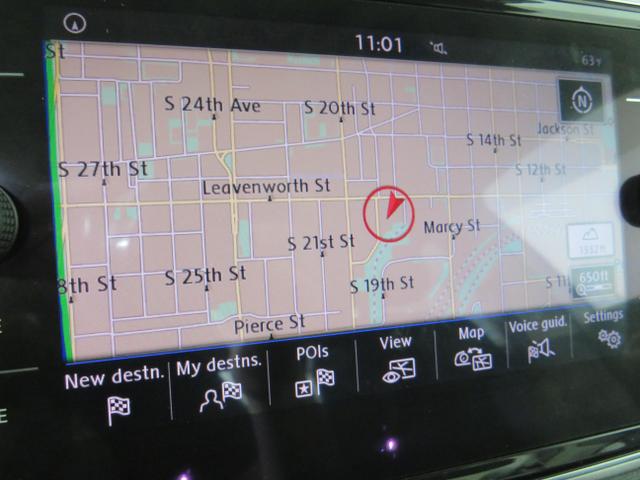 11:01
63°F
St
N
S 24th Ave
S 20th St
Jackson St
S 14th St
S 27th St
S 12th St
Leavenworth St
Marcy St
S 21st St
8th St
S 25th St
S 19th St
650ft
Pierce St
New destn.
My destns.
POIs
View
Map
Voice guid.
Settings